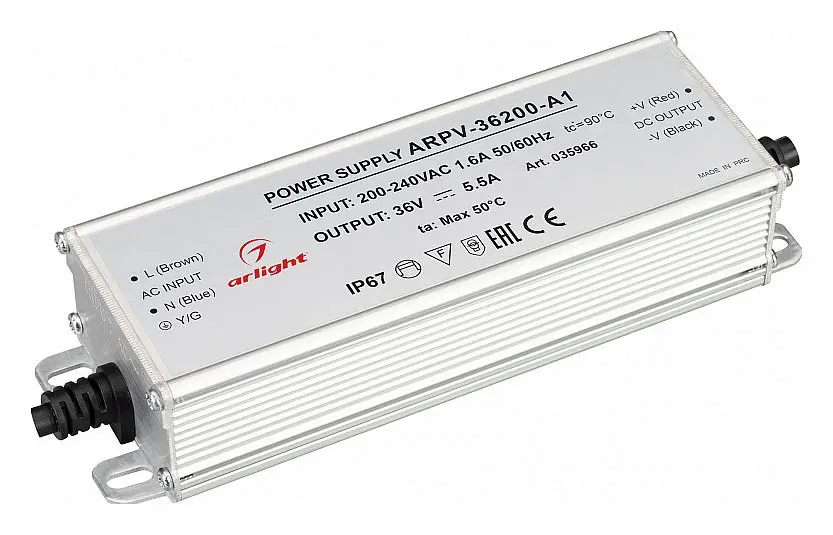 POWER SUPPLY ARPV-36200-A1
INPUT: 200-240VAC 1.6A 50/60Hz tc=90°C
OUTPUT: 36V 5.5A Art. 035966
ta: Max 50°C
IP67 F EAC CE
arlight
L (Brown)
AC INPUT
N (Blue)
Y/G
+V (Red)
DC OUTPUT
-V (Black)
MADE IN PRC